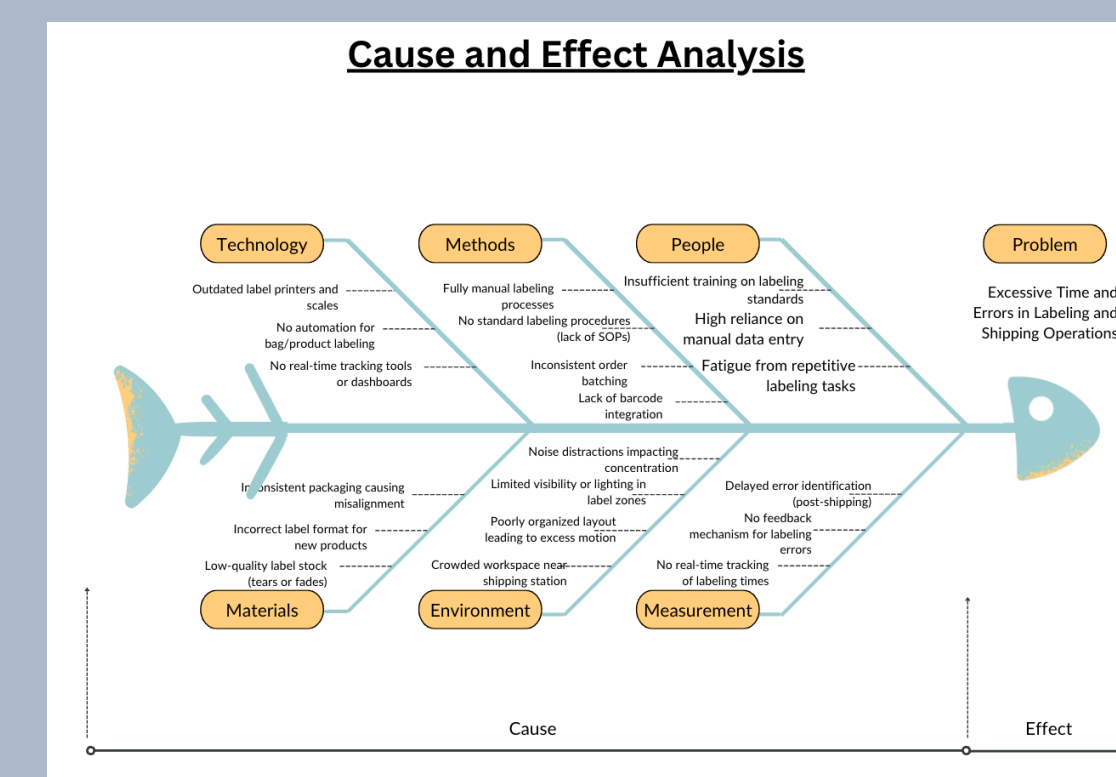 Cause and Effect Analysis
Technology
Outdated label printers and
scales
No automation for
bag/product labeling
No real-time tracking tools
or dashboards
Methods
Fully manual labeling
processes
No standard labeling procedures
(lack of SOPs)
Inconsistent order
batching
Lack of barcode
integration
People
Insufficient training on labeling
standards
High reliance on
manual data entry
Fatigue from repetitive
labeling tasks
Problem
Excessive Time and
Errors in Labeling and
Shipping Operations
Inconsistent packaging causing
misalignment
Incorrect label format for
new products
Low-quality label stock
(tears or fades)
Materials
Noise distractions impacting
concentration
Limited visibility or lighting in
label zones
Poorly organized layout
leading to excess motion
Crowded workspace near
shipping station
Environment
Delayed error identification
(post-shipping)
No feedback
mechanism for labeling
errors
No real-time tracking
of labeling times
Measurement
Cause
Effect